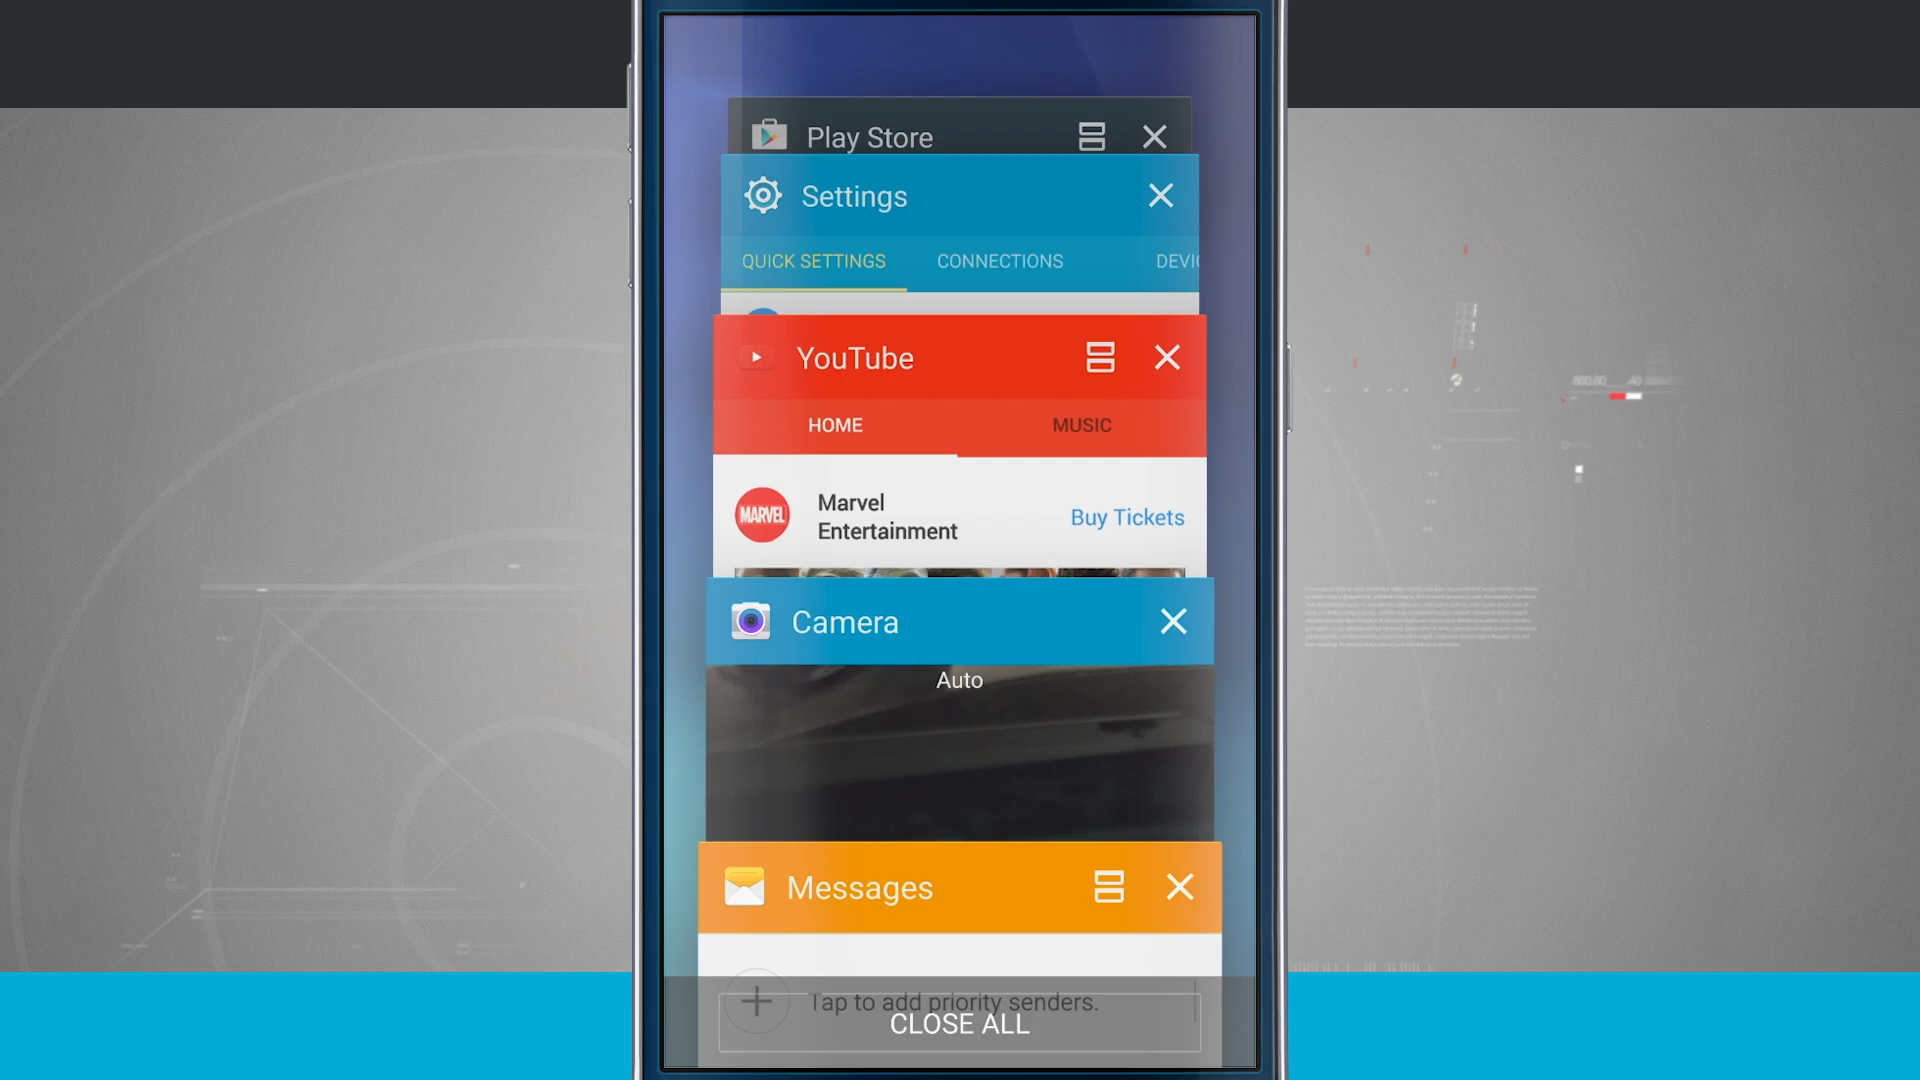 Play Store
Settings
QUICK SETTINGS CONNECTIONS DEVI
YouTube
HOME MUSIC
MARVEL
Marvel
Entertainment
Buy Tickets
Camera
Auto
Messages
Tap to add priority senders.
CLOSE ALL